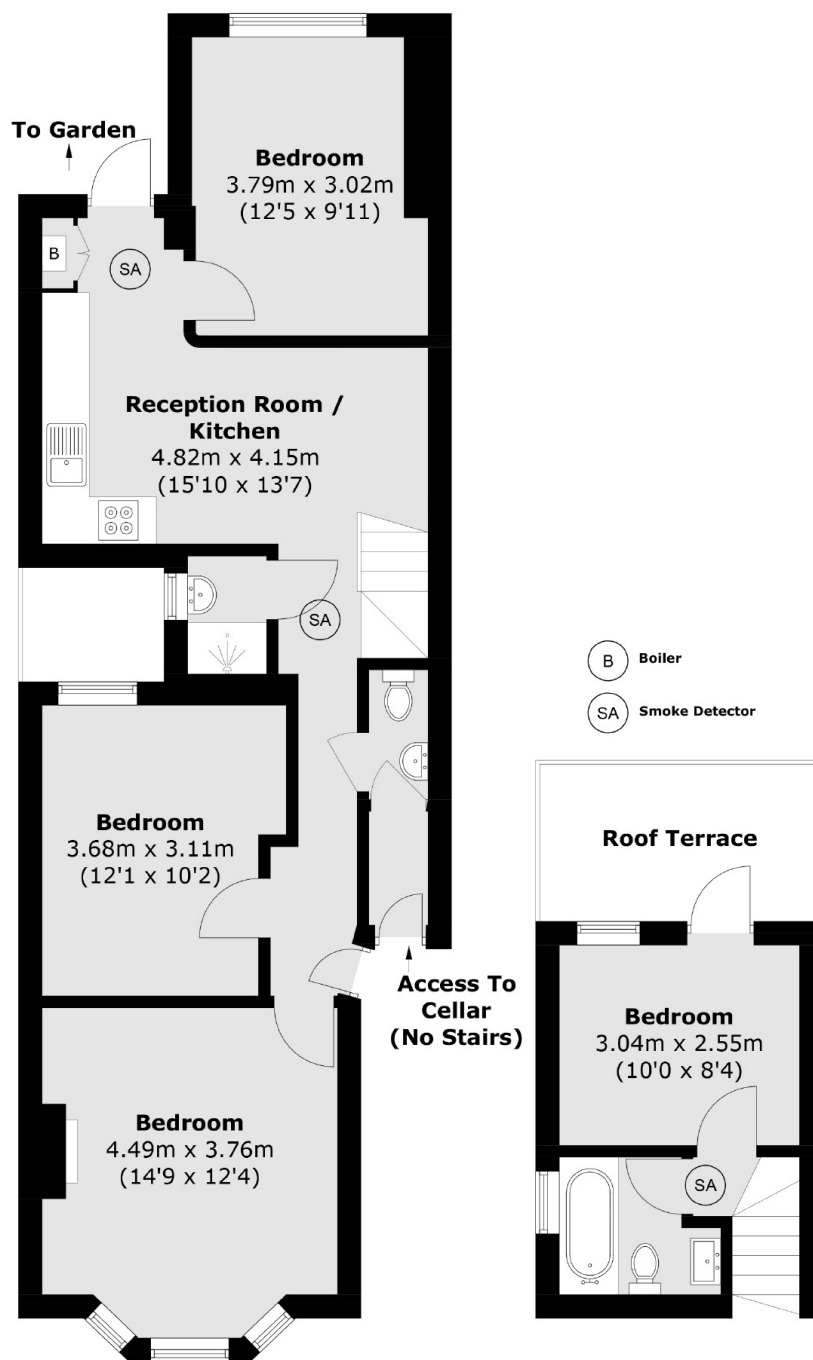 To Garden
Bedroom
3.79m x 3.02m
(12'5 x 9'11)
B
SA
Reception Room /
Kitchen
4.82m x 4.15m
(15'10 x 13'7)
SA
B Boiler
SA Smoke Detector
Bedroom
3.68m x 3.11m
(12'1 x 10'2)
Roof Terrace
Access To
Cellar
(No Stairs)
Bedroom
3.04m x 2.55m
(10'0 x 8'4)
Bedroom
4.49m x 3.76m
(14'9 x 12'4)
SA